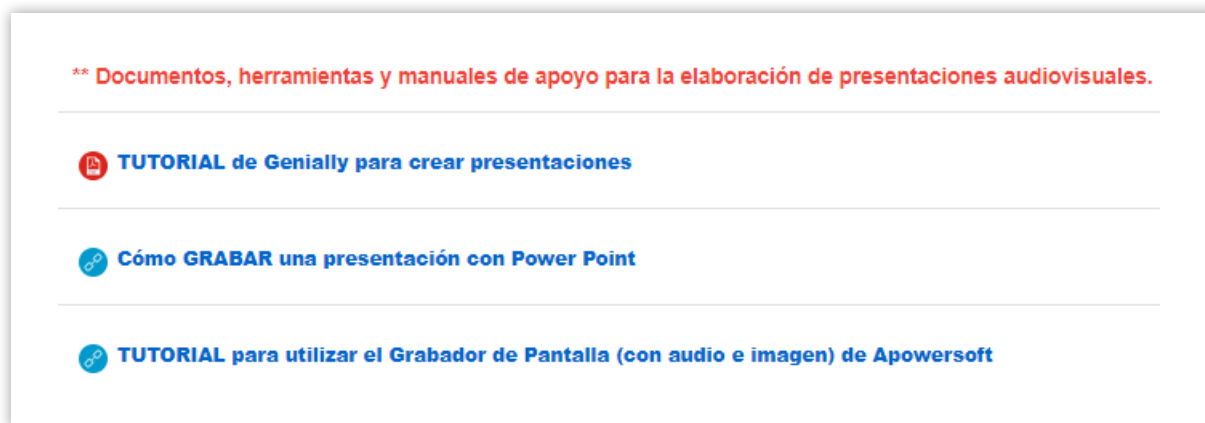 ** Documentos, herramientas y manuales de apoyo para la elaboración de presentaciones audiovisuales.
TUTORIAL de Genially para crear presentaciones
Cómo GRABAR una presentación con Power Point
TUTORIAL para utilizar el Grabador de Pantalla (con audio e imagen) de Apowersoft